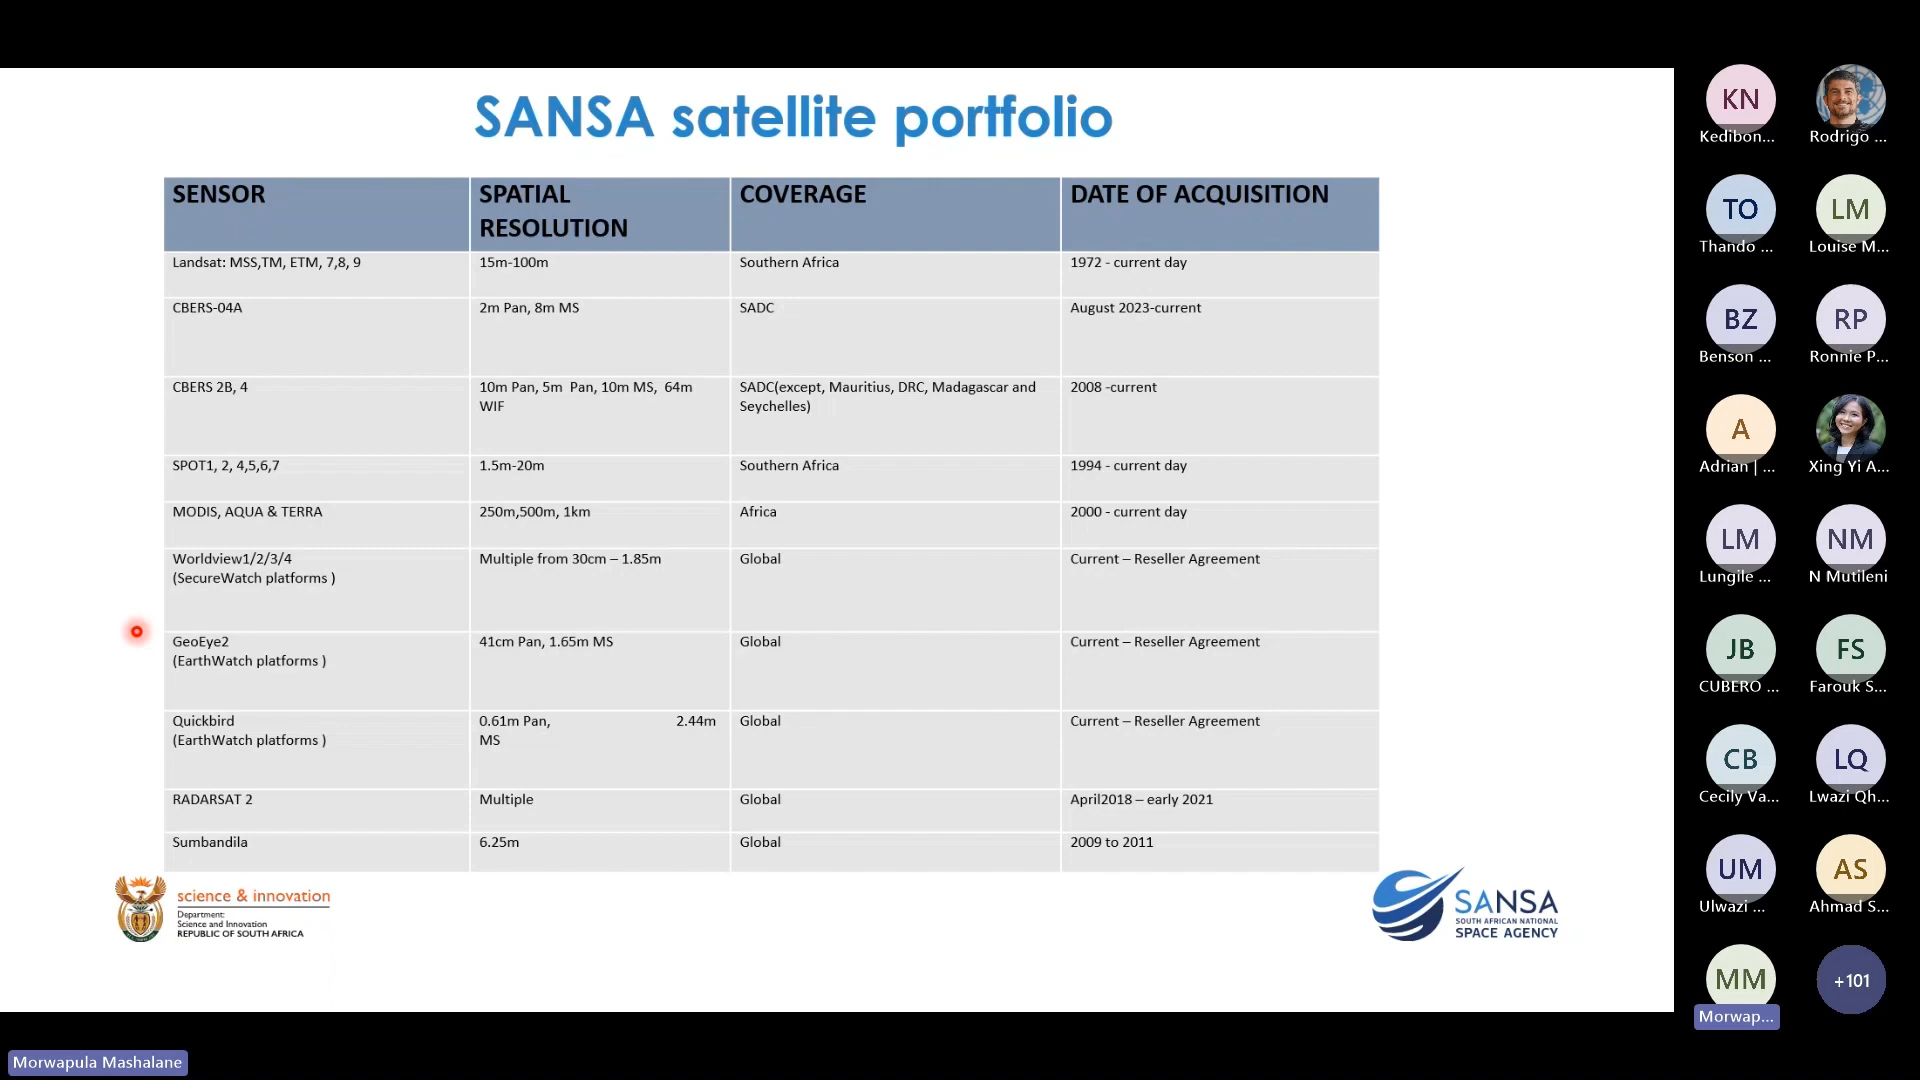 SANSA satellite portfolio
SENSOR
SPATIAL
RESOLUTION
COVERAGE
DATE OF ACQUISITION
Landsat: MSS,TM, ETM, 7,8, 9
15m-100m
Southern Africa
1972 - current day
CBERS-04A
2m Pan, 8m MS
SADC
August 2023-current
CBERS 2B, 4
10m Pan, 5m  Pan, 10m MS,  64m
WIF
SADC(except, Mauritius, DRC, Madagascar and
Seychelles)
2008 -current
SPOT1, 2, 4,5,6,7
1.5m-20m
Southern Africa
1994 - current day
MODIS, AQUA & TERRA
250m,500m, 1km
Africa
2000 - current day
Worldview1/2/3/4
(SecureWatch platforms )
Multiple from 30cm – 1.85m
Global
Current – Reseller Agreement
GeoEye2
(EarthWatch platforms )
41cm Pan, 1.65m MS
Global
Current – Reseller Agreement
Quickbird
(EarthWatch platforms )
0.61m Pan, 2.44m
MS
Global
Current – Reseller Agreement
RADARSAT 2
Multiple
Global
April2018 – early 2021
Sumbandila
6.25m
Global
2009 to 2011
science & innovation
Department:
Science and Innovation
REPUBLIC OF SOUTH AFRICA
SANSA
SOUTH AFRICAN NATIONAL
SPACE AGENCY
KN
Kedibon...
Rodrigo ...
TO
Thando ...
LM
Louise M...
BZ
Benson ...
RP
Ronnie P...
A
Adrian | ...
Xing Yi A...
LM
Lungile ...
NM
N Mutileni
JB
CUBERO ...
FS
Farouk S...
CB
Cecily Va...
LQ
Lwazi Qh...
UM
Ulwazi ...
AS
Ahmad S...
MM
Morwap...
+101
Morwapula Mashalane